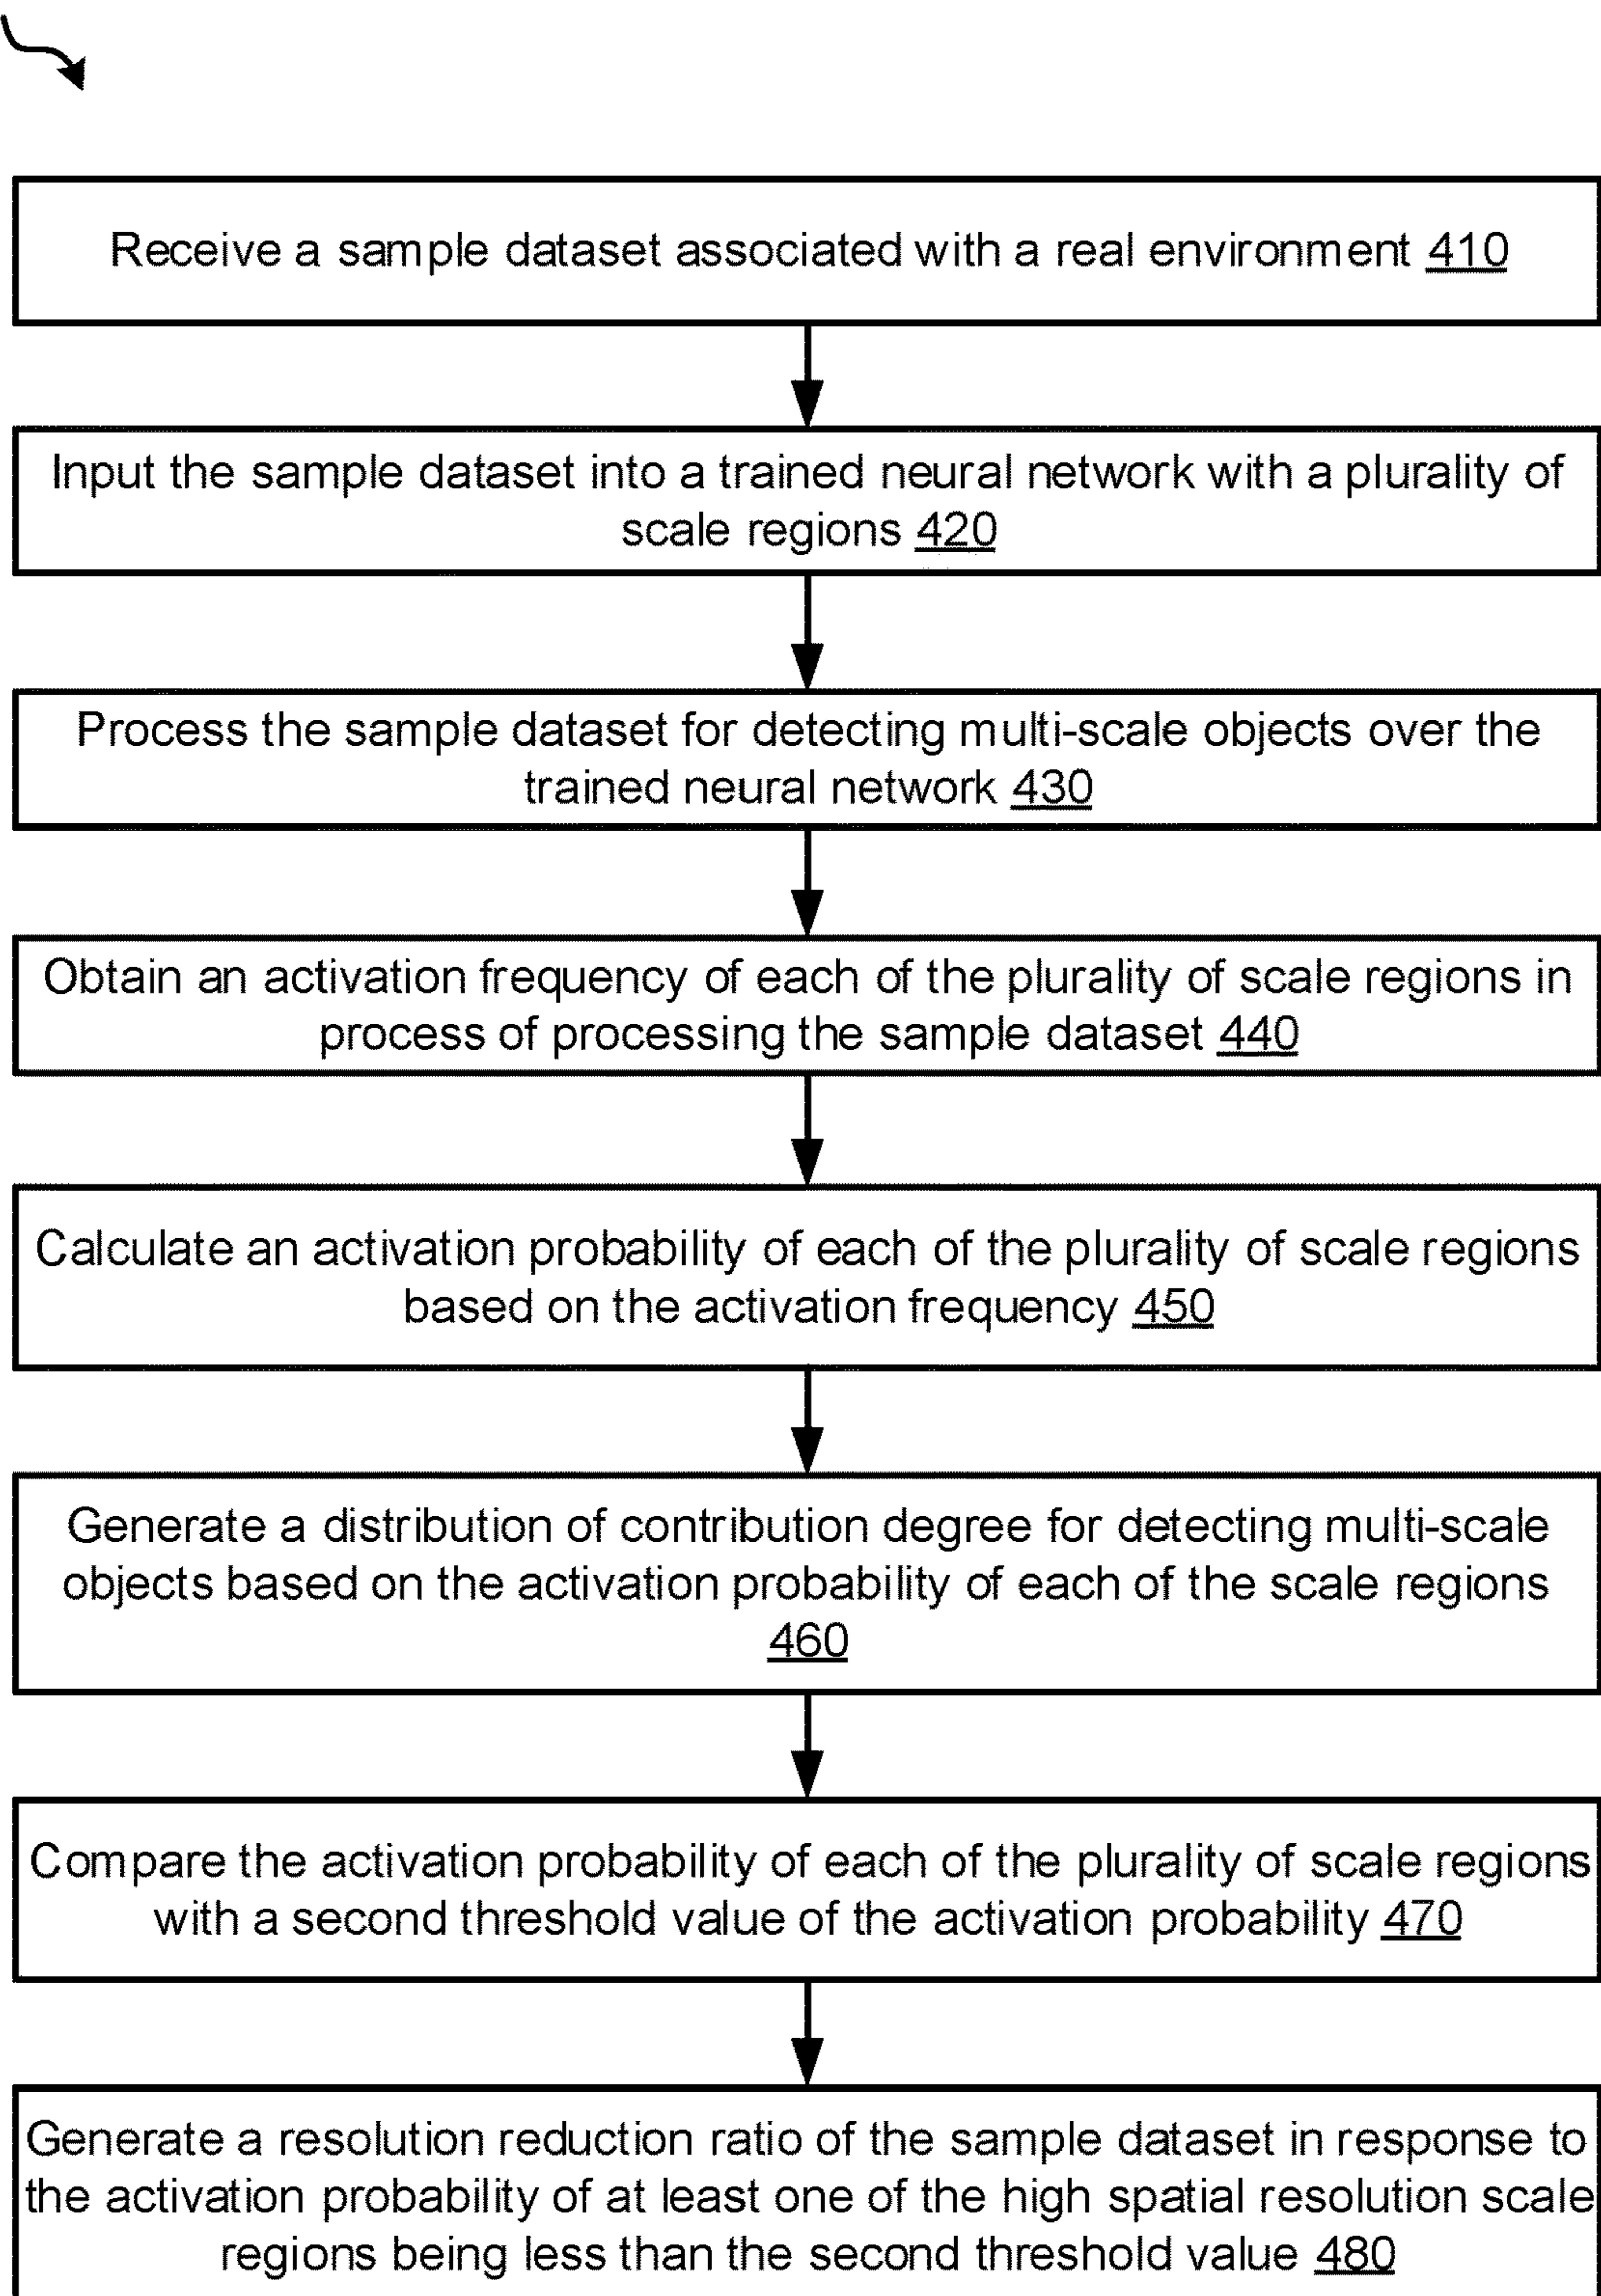 Receive a sample dataset associated with a real environment 410
Input the sample dataset into a trained neural network with a plurality of
scale regions 420
Process the sample dataset for detecting multi-scale objects over the
trained neural network 430
Obtain an activation frequency of each of the plurality of scale regions in
process of processing the sample dataset 440
Calculate an activation probability of each of the plurality of scale regions
based on the activation frequency 450
Generate a distribution of contribution degree for detecting multi-scale
objects based on the activation probability of each of the scale regions
460
Compare the activation probability of each of the plurality of scale regions
with a second threshold value of the activation probability 470
Generate a resolution reduction ratio of the sample dataset in response to
the activation probability of at least one of the high spatial resolution scale
regions being less than the second threshold value 480